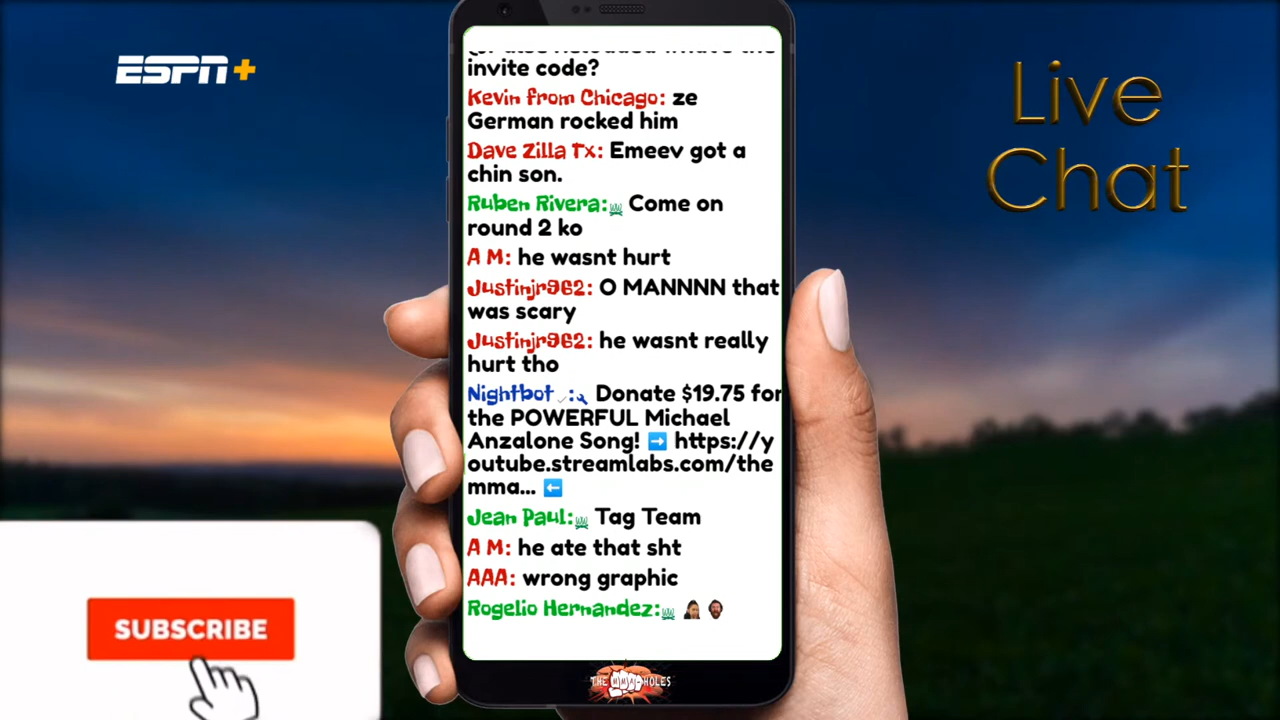 ESPN+
Live
Chat
invite code?
Kevin from Chicago: ze
German rocked him
Dave Zilla Tx: Emeev got a
chin son.
Ruben Rivera: Come on
round 2 ko
A M: he wasnt hurt
Justinjr962: O MANNNN that
was scary
Justinjr962: he wasnt really
hurt tho
Nightbot ✓: Donate $19.75 for
the POWERFUL Michael
Anzalone Song! ➡️ https://y
outube.streamlabs.com/the
mma... ⬅️
Jean Paul: Tag Team
A M: he ate that sht
AAA: wrong graphic
Rogelio Hernandez:
SUBSCRIBE
THE MMA-HOLES